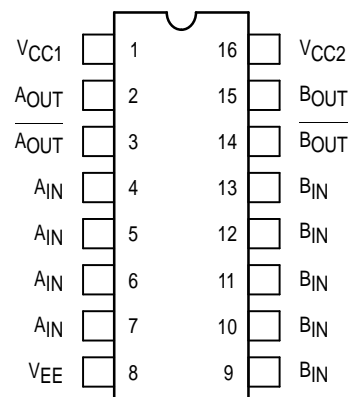 VCC1 1 16 VCC2
AOUT 2 15 BOUT
AOUT 3 14 BOUT
AIN 4 13 BIN
AIN 5 12 BIN
AIN 6 11 BIN
AIN 7 10 BIN
VEE 8 9 BIN